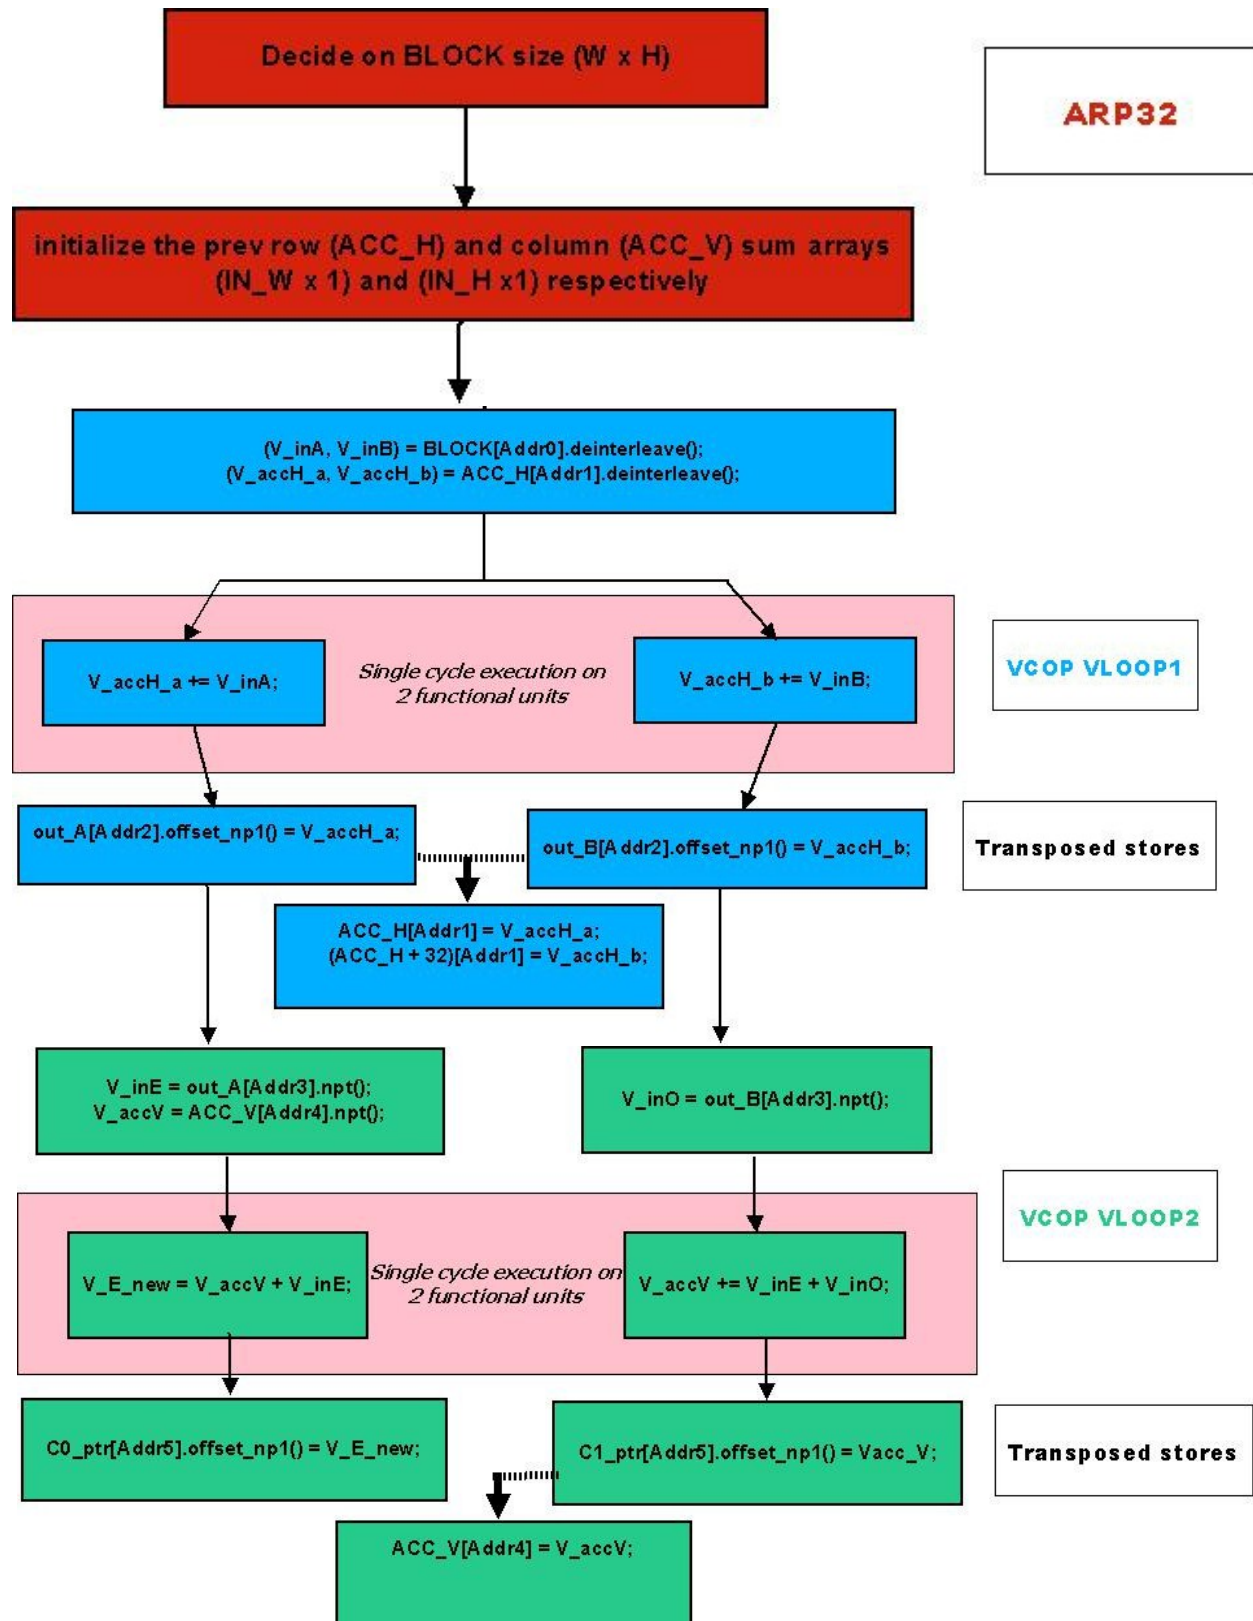 Decide on BLOCK size (W x H)
ARP32
initialize the prev row (ACC_H) and column (ACC_V) sum arrays
(IN_W x 1) and (IN_H x1) respectively
(V_inA, V_inB) = BLOCK[Addr0].deinterleave();
(V_accH_a, V_accH_b) = ACC_H[Addr1].deinterleave();
V_accH_a += V_inA;
Single cycle execution on
2 functional units
V_accH_b += V_inB;
VCOP VLOOP1
out_A[Addr2].offset_np1() = V_accH_a;
out_B[Addr2].offset_np1() = V_accH_b;
Transposed stores
ACC_H[Addr1] = V_accH_a;
(ACC_H + 32)[Addr1] = V_accH_b;
V_inE = out_A[Addr3].npt();
V_accV = ACC_V[Addr4].npt();
V_inO = out_B[Addr3].npt();
VCOP VLOOP2
V_E_new = V_accV + V_inE;
Single cycle execution on
2 functional units
V_accV += V_inE + V_inO;
C0_ptr[Addr5].offset_np1() = V_E_new;
C1_ptr[Addr5].offset_np1() = Vacc_V;
Transposed stores
ACC_V[Addr4] = V_accV;